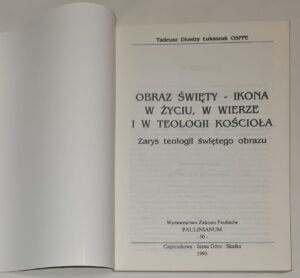 Tadeusz Dionizy Łukaszuk OSPPE
OBRAZ ŚWIĘTY - IKONA
W ŻYCIU, W WIERZE
I W TEOLOGII KOŚCIOŁA
Zarys teologii świętego obrazu
Wydawnictwo Zakonu Paulinów
PAULINIANUM
- 50 -
Częstochowa - Jasna Góra - Skałka
1993